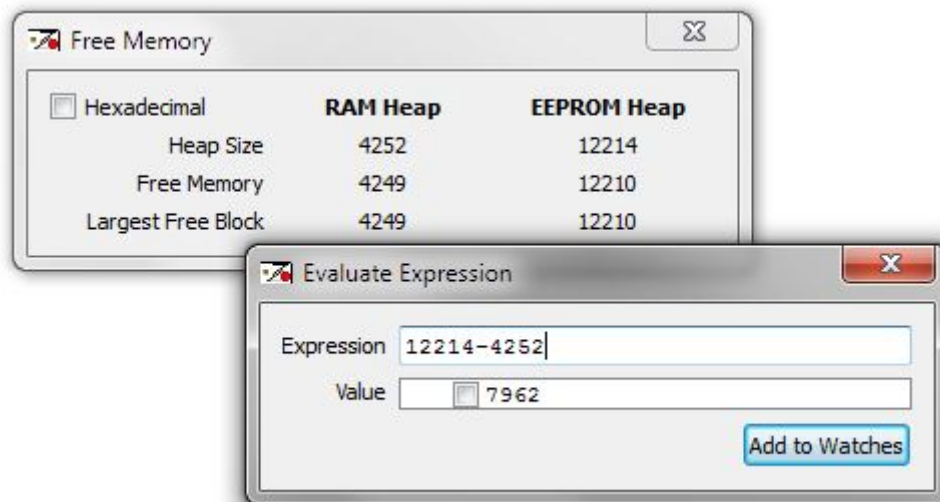 Free Memory
Hexadecimal RAM Heap EEPROM Heap
Heap Size 4252 12214
Free Memory 4249 12210
Largest Free Block 4249 12210
Evaluate Expression
Expression 12214-4252
Value 7962
Add to Watches